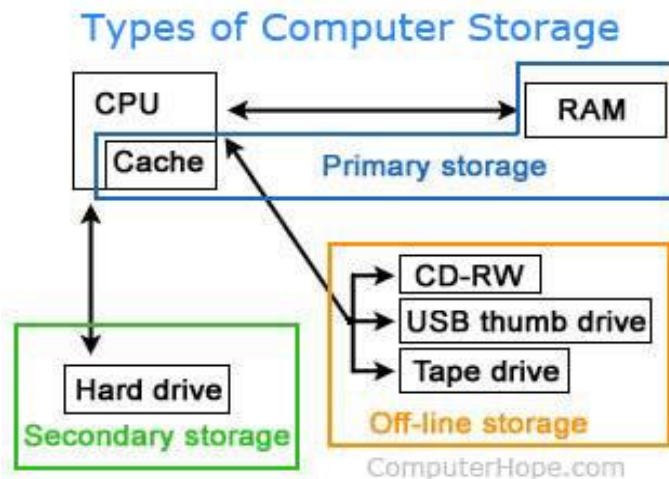 Types of Computer Storage
CPU
RAM
Cache
Primary storage
CD-RW
USB thumb drive
Hard drive
Tape drive
Secondary storage
Off-line storage
ComputerHope.com